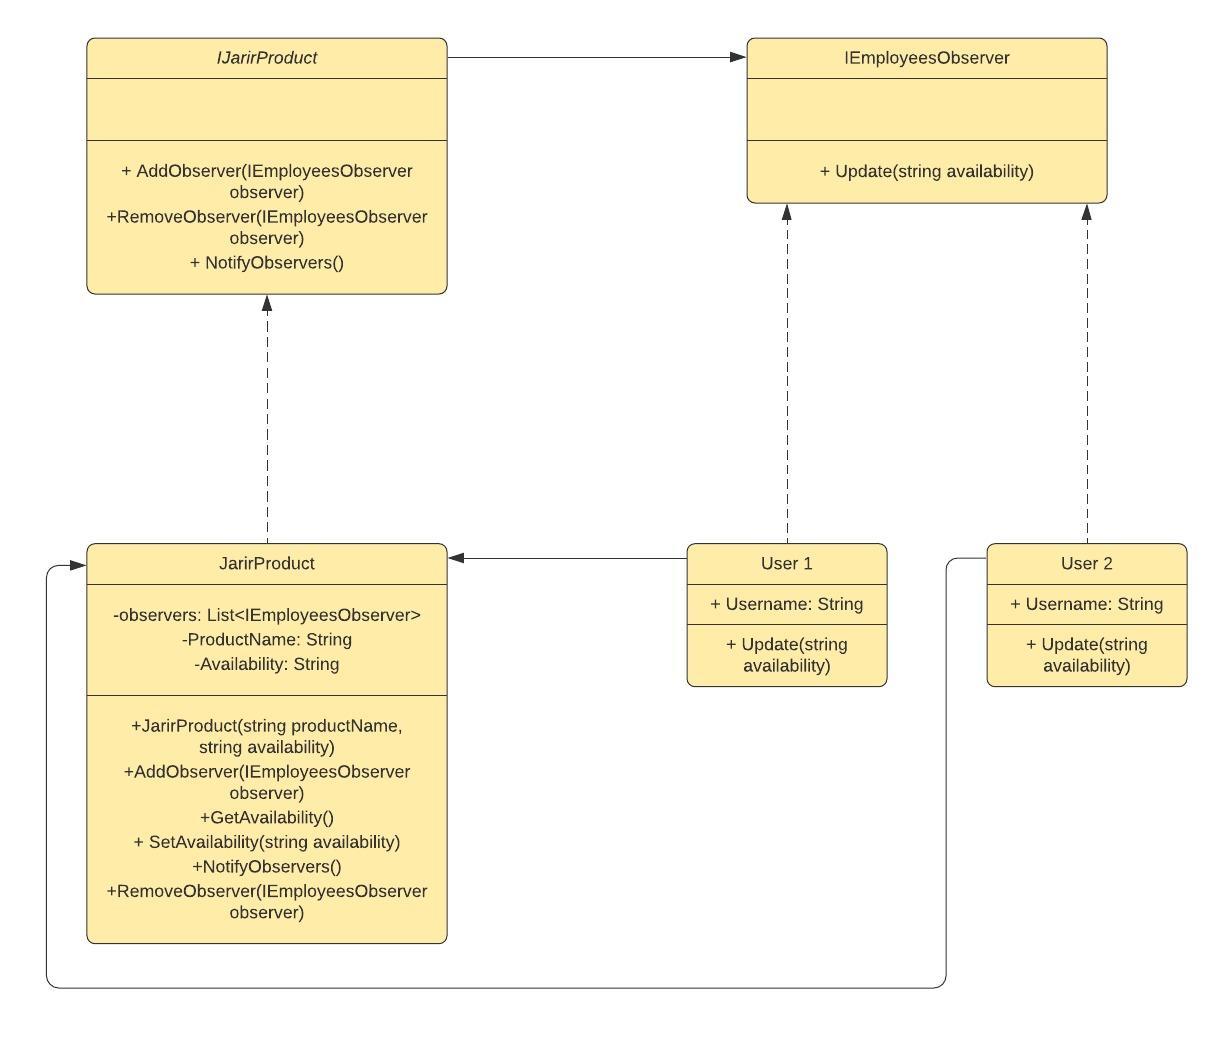 IJarirProduct
+ AddObserver(IEmployeesObserver
observer)
+RemoveObserver(IEmployeesObserver
observer)
+ NotifyObservers()
IEmployeesObserver
+ Update(string availability)
JarirProduct
-observers: List<IEmployeesObserver>
-ProductName: String
-Availability: String
+JarirProduct(string productName,
string availability)
+AddObserver(IEmployeesObserver
observer)
+GetAvailability()
+ SetAvailability(string availability)
+NotifyObservers()
+RemoveObserver(IEmployeesObserver
observer)
User 1
+ Username: String
+ Update(string
availability)
User 2
+ Username: String
+ Update(string
availability)